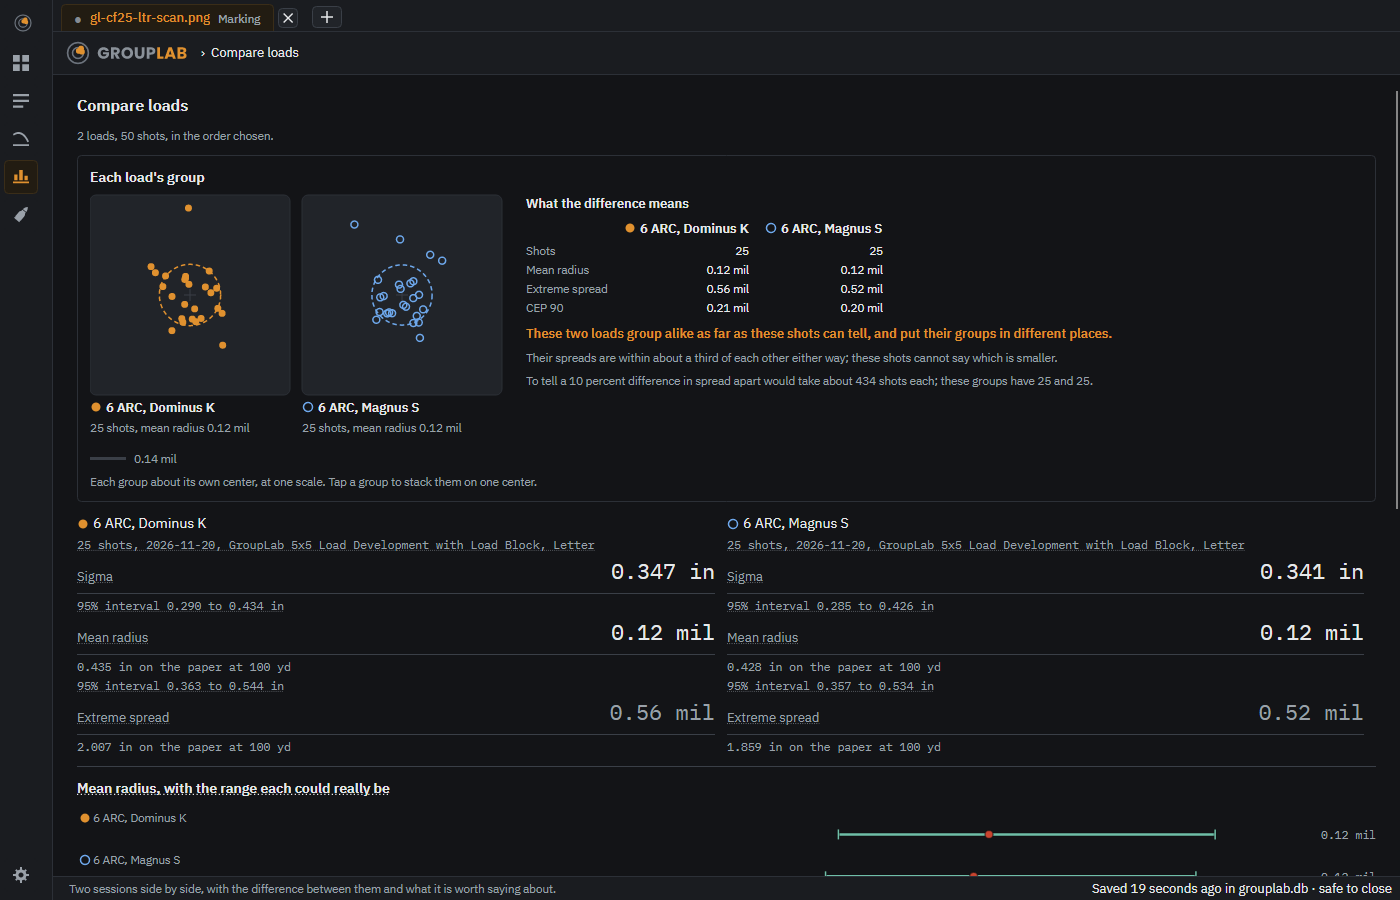 gl-cf25-ltr-scan.png Marking
GROUPLAB › Compare loads
Compare loads
2 loads, 50 shots, in the order chosen.
Each load's group
What the difference means
6 ARC, Dominus K 6 ARC, Magnus S
Shots 25 25
Mean radius 0.12 mil 0.12 mil
Extreme spread 0.56 mil 0.52 mil
CEP 90 0.21 mil 0.20 mil
These two loads group alike as far as these shots can tell, and put their groups in different places.
Their spreads are within about a third of each other either way; these shots cannot say which is smaller.
To tell a 10 percent difference in spread apart would take about 434 shots each; these groups have 25 and 25.
6 ARC, Dominus K 6 ARC, Magnus S
25 shots, mean radius 0.12 mil 25 shots, mean radius 0.12 mil
0.14 mil
Each group about its own center, at one scale. Tap a group to stack them on one center.
6 ARC, Dominus K
25 shots, 2026-11-20, GroupLab 5x5 Load Development with Load Block, Letter
Sigma 0.347 in
95% interval 0.290 to 0.434 in
Mean radius 0.12 mil
0.435 in on the paper at 100 yd
95% interval 0.363 to 0.544 in
Extreme spread 0.56 mil
2.007 in on the paper at 100 yd
6 ARC, Magnus S
25 shots, 2026-11-20, GroupLab 5x5 Load Development with Load Block, Letter
Sigma 0.341 in
95% interval 0.285 to 0.426 in
Mean radius 0.12 mil
0.428 in on the paper at 100 yd
95% interval 0.357 to 0.534 in
Extreme spread 0.52 mil
1.859 in on the paper at 100 yd
Mean radius, with the range each could really be
6 ARC, Dominus K
0.12 mil
6 ARC, Magnus S
Two sessions side by side, with the difference between them and what it is worth saying about.
Saved 19 seconds ago in grouplab.db · safe to close